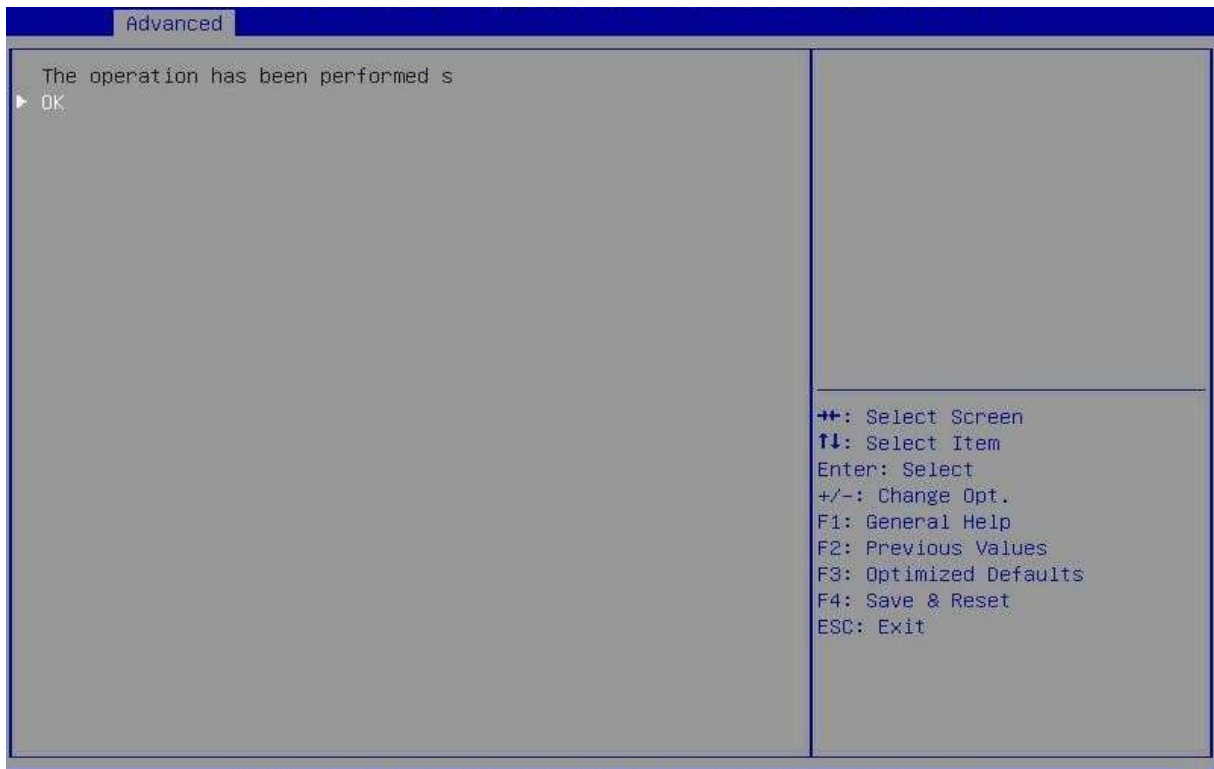 Advanced
The operation has been performed s
OK
→←: Select Screen
↑↓: Select Item
Enter: Select
+/-: Change Opt.
F1: General Help
F2: Previous Values
F3: Optimized Defaults
F4: Save & Reset
ESC: Exit